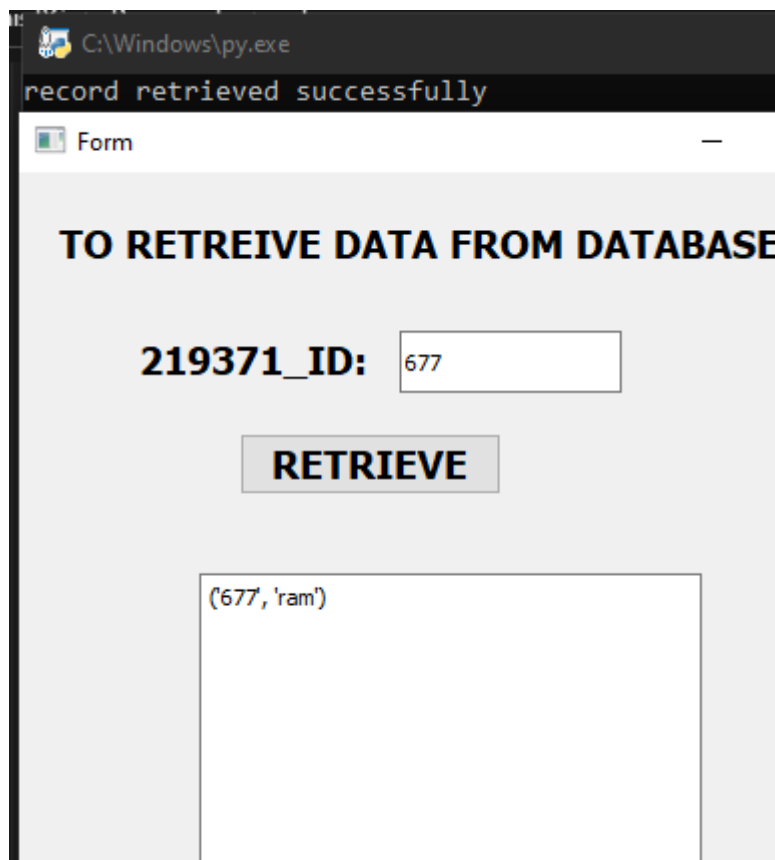 C:\Windows\py.exe
record retrieved successfully
Form
TO RETREIVE DATA FROM DATABASE
219371_ID:
677
RETRIEVE
('677', 'ram')